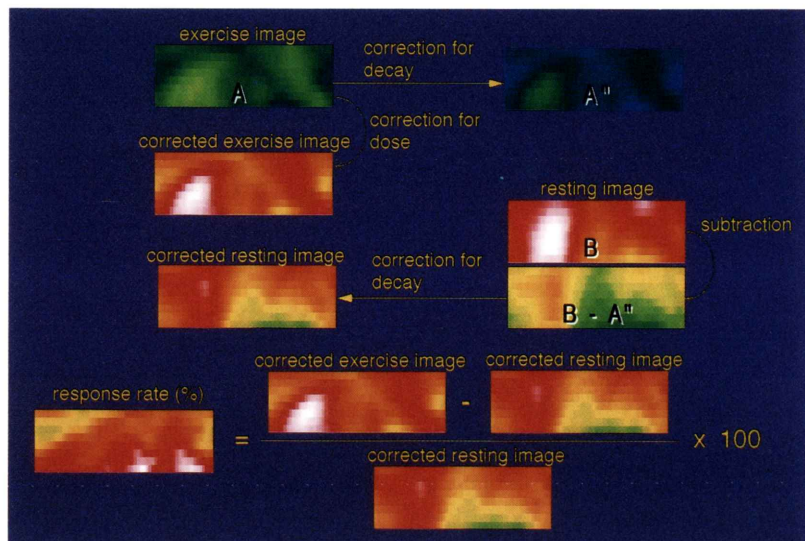 exercise image
A
correction for
decay
A"
correction for
dose
corrected exercise image
resting image
B
subtraction
corrected resting image
correction for
decay
B - A"
response rate (%)
=
corrected exercise image
-
corrected resting image
x 100
corrected resting image